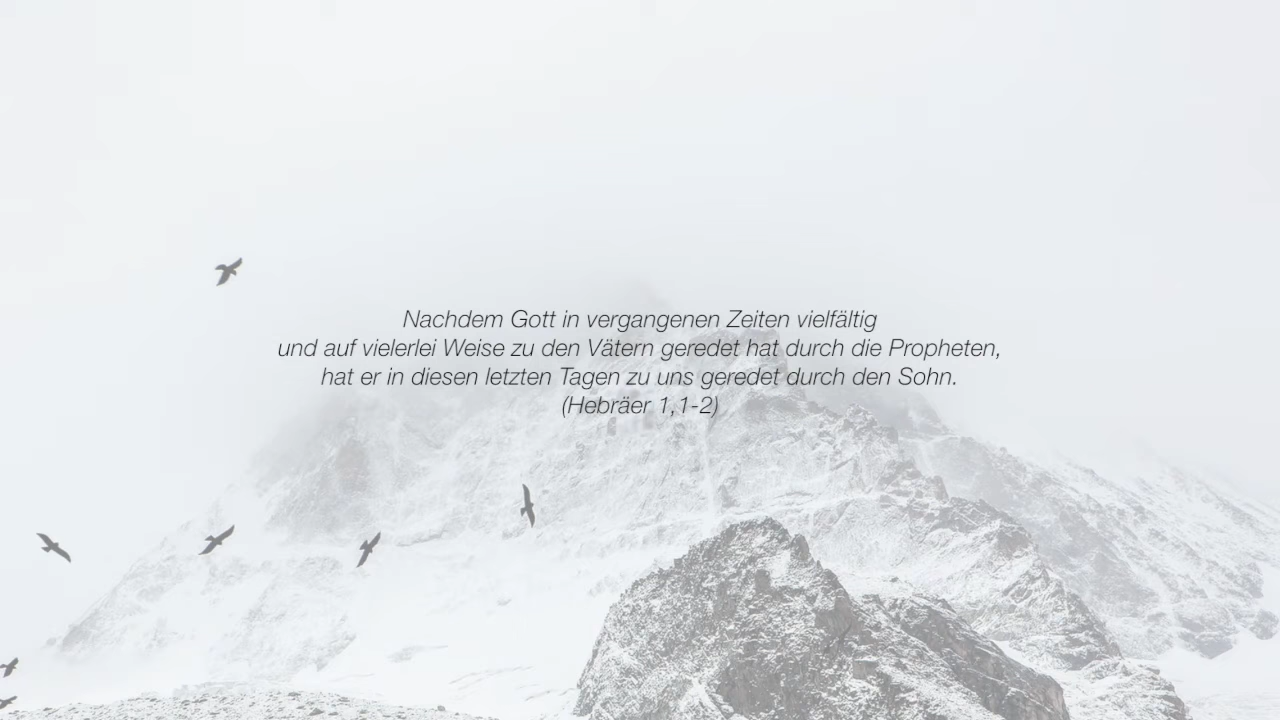 Nachdem Gott in vergangenen Zeiten vielfältig
und auf vielerlei Weise zu den Vätern geredet hat durch die Propheten,
hat er in diesen letzten Tagen zu uns geredet durch den Sohn.
(Hebräer 1,1-2)